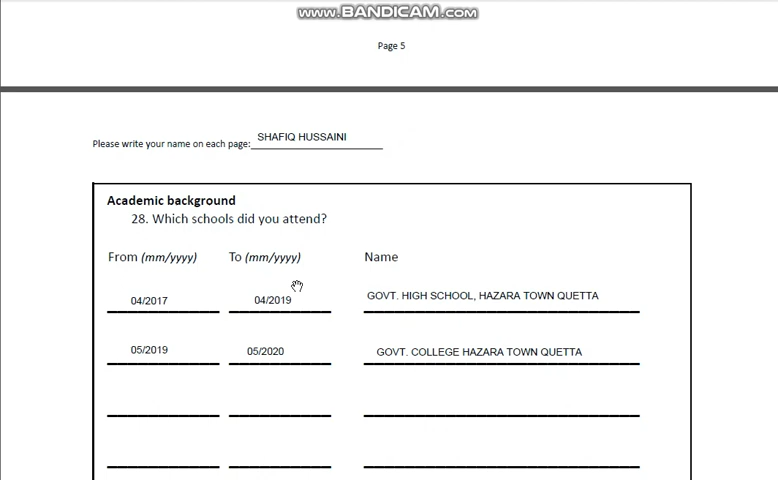 WWW.BANDICAM.COM
Page 5
Please write your name on each page: SHAFIQ HUSSAINI
Academic background
28. Which schools did you attend?
From (mm/yyyy) To (mm/yyyy) Name
04/2017 04/2019 GOVT. HIGH SCHOOL, HAZARA TOWN QUETTA
05/2019 05/2020 GOVT. COLLEGE HAZARA TOWN QUETTA